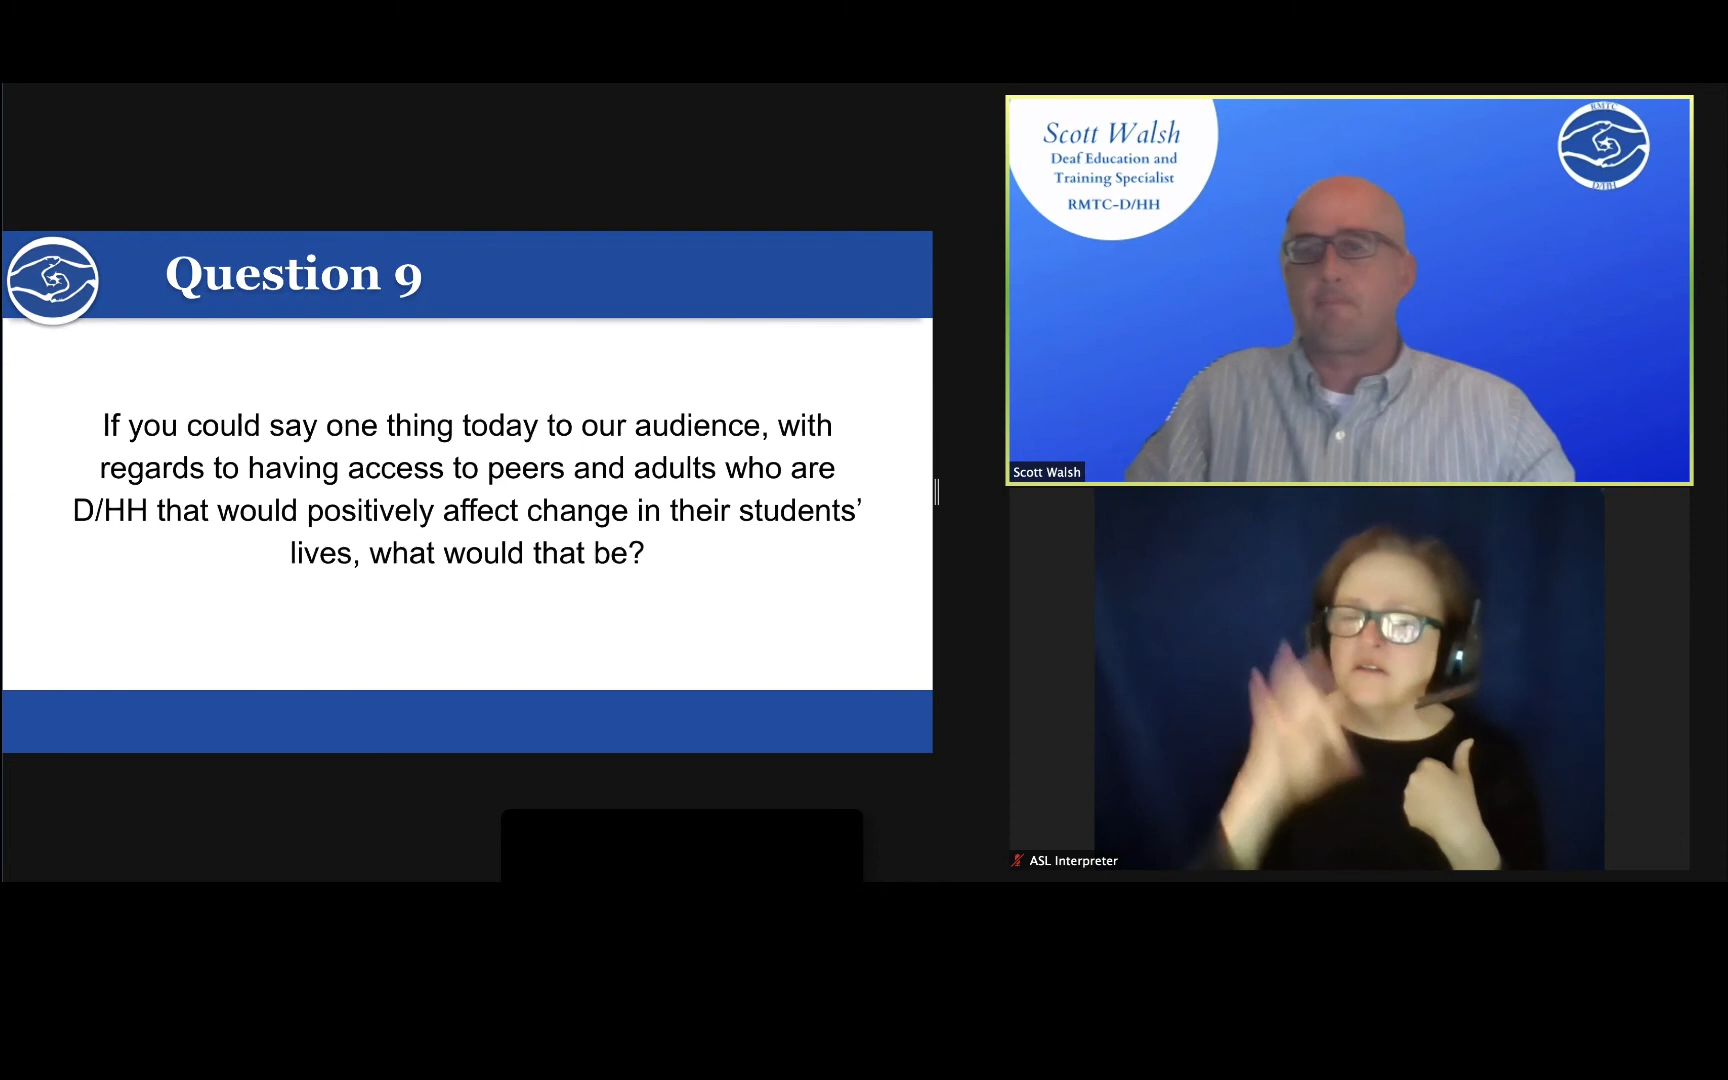 Question 9
If you could say one thing today to our audience, with
regards to having access to peers and adults who are
D/HH that would positively affect change in their students’
lives, what would that be?
Scott Walsh
Deaf Education and
Training Specialist
RMTC-D/HH
RMTC
D/HH
Scott Walsh
ASL Interpreter